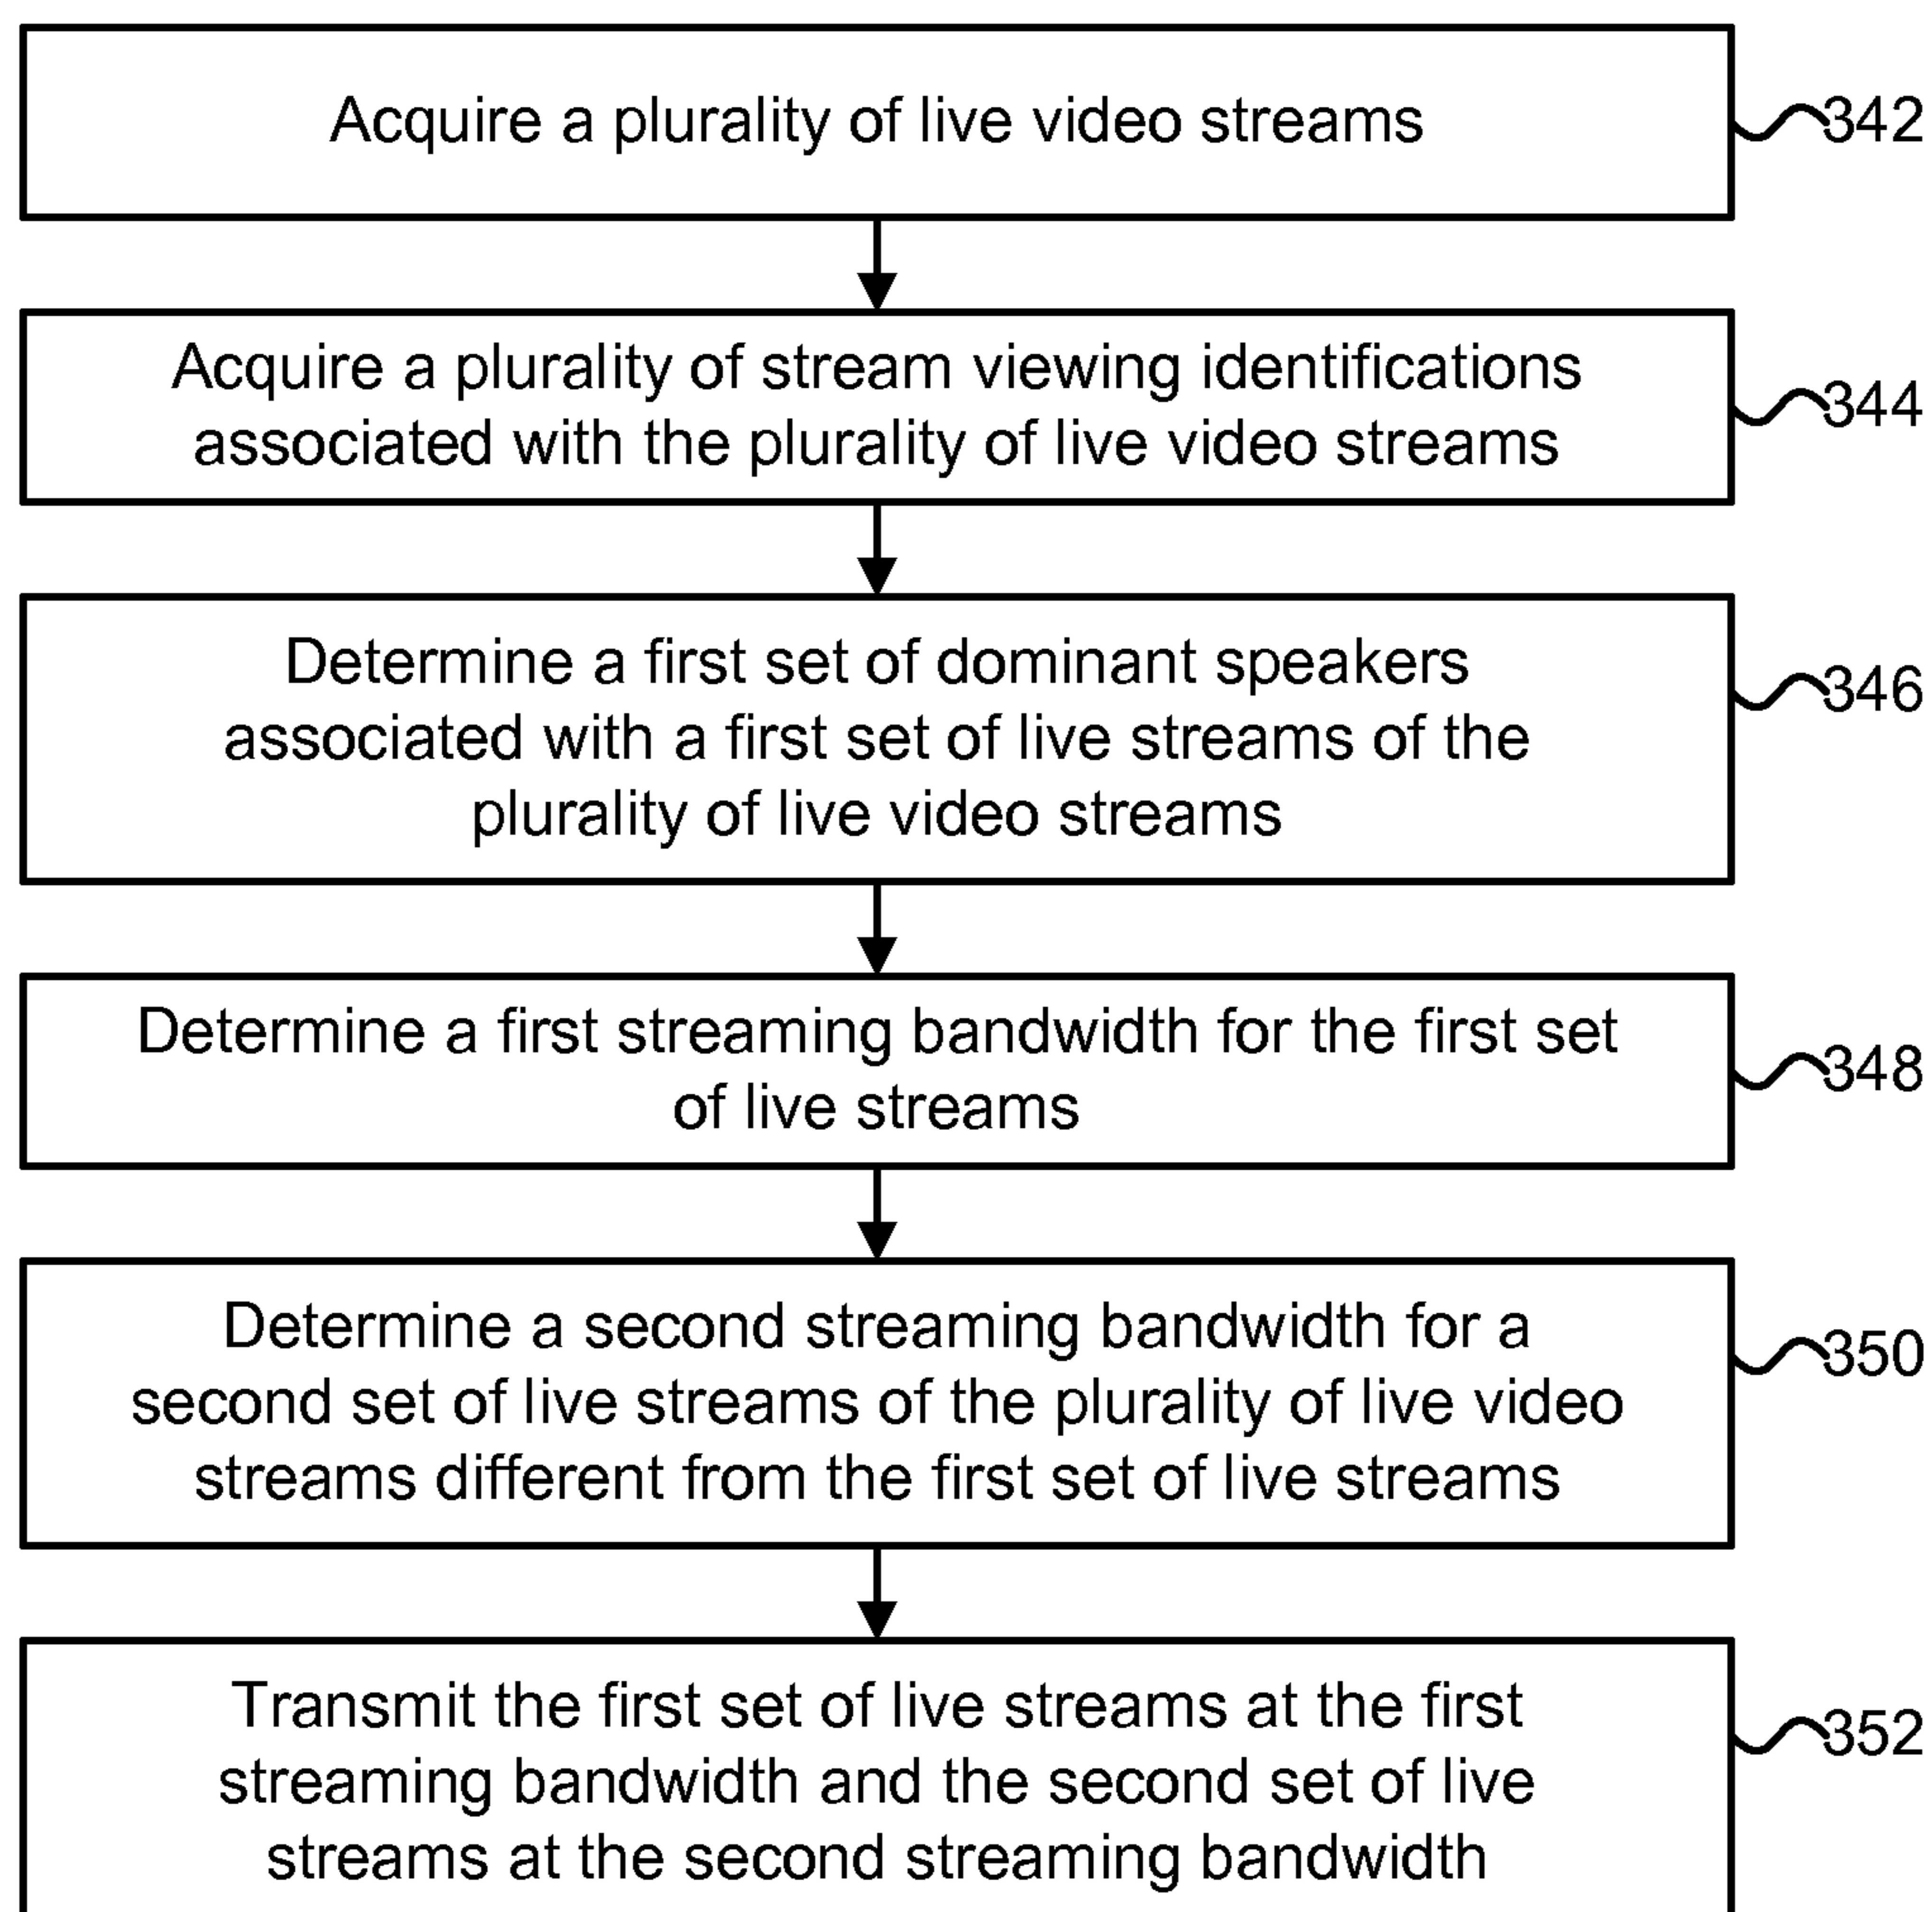 Acquire a plurality of live video streams
342
Acquire a plurality of stream viewing identifications
associated with the plurality of live video streams
344
Determine a first set of dominant speakers
associated with a first set of live streams of the
plurality of live video streams
346
Determine a first streaming bandwidth for the first set
of live streams
348
Determine a second streaming bandwidth for a
second set of live streams of the plurality of live video
streams different from the first set of live streams
350
Transmit the first set of live streams at the first
streaming bandwidth and the second set of live
streams at the second streaming bandwidth
352